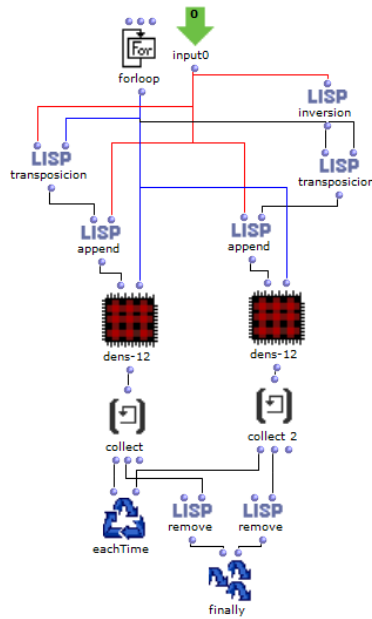 0
For
forloop
input0
LISP
inversion
LISP
transposicion
LISP
transposicion
LISP
append
LISP
append
dens-12
dens-12
collect
collect 2
LISP
remove
LISP
remove
eachTime
finally